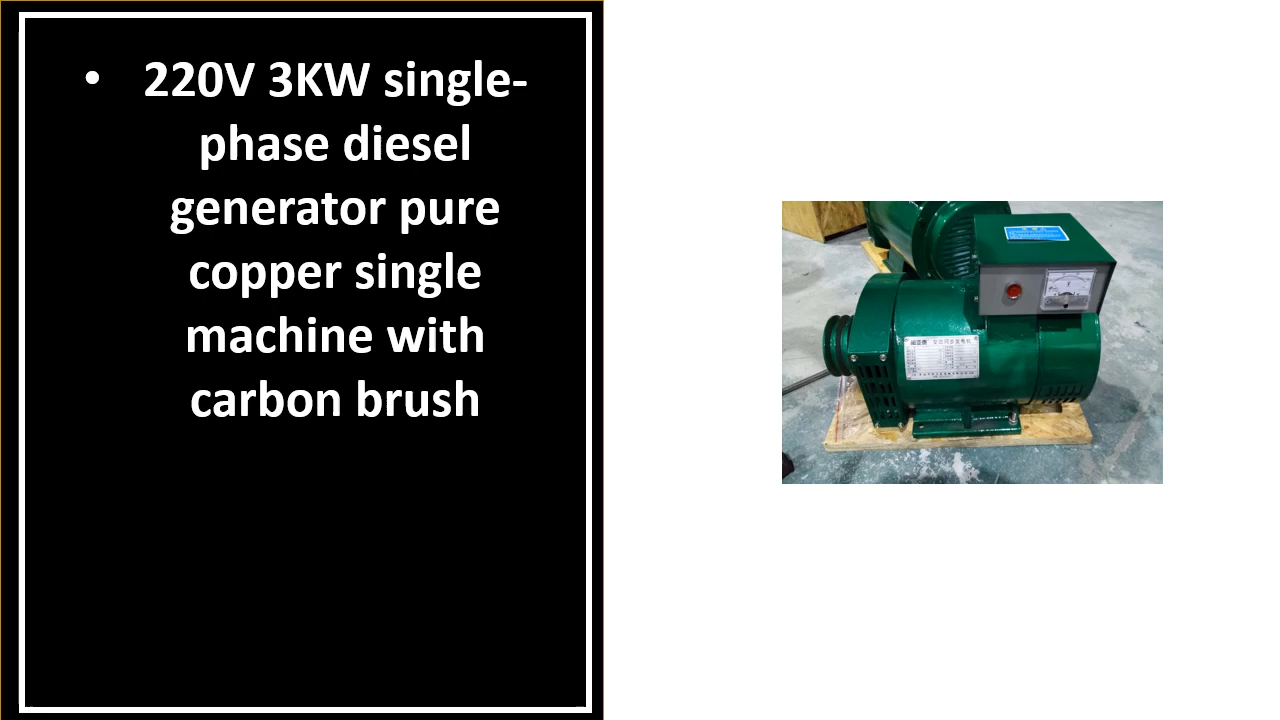 • 220V 3KW single-
phase diesel
generator pure
copper single
machine with
carbon brush